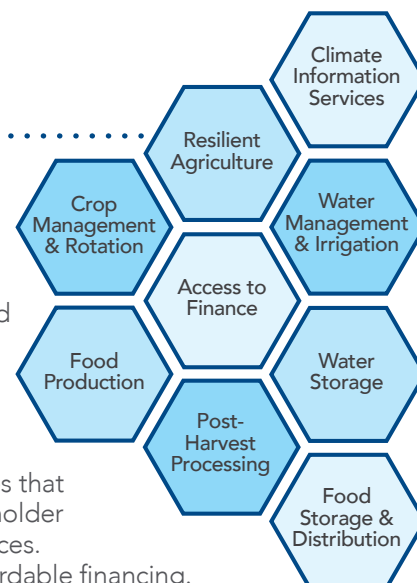 Climate
Information
Services
Resilient
Agriculture
Crop
Management
& Rotation
Water
Management
& Irrigation
Access to
Finance
Food
Production
Water
Storage
Post-
Harvest
Processing
Food
Storage &
Distribution
d
s that
holder
ces.
rdable financing.